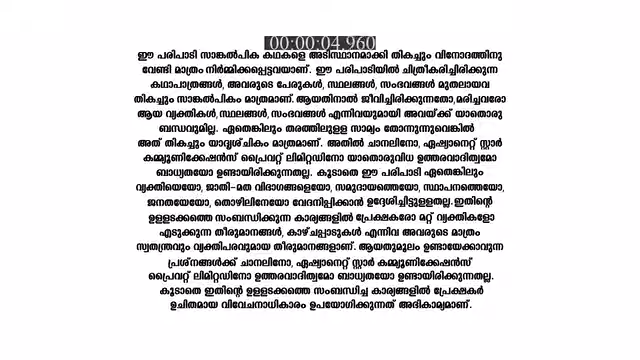 00:00:04.960
ഈ പരിപാടി സാങ്കൽപിക കഥകളെ അടിസ്ഥാനമാക്കി തികച്ചും വിനോദത്തിനു
വേണ്ടി മാത്രം നിർമ്മിക്കപ്പെട്ടവയാണ്. ഈ പരിപാടിയിൽ ചിത്രീകരിച്ചിരിക്കുന്ന
കഥാപാത്രങ്ങൾ, അവരുടെ പേരുകൾ, സ്ഥലങ്ങൾ, സംഭവങ്ങൾ മുതലായവ
തികച്ചും സാങ്കൽപികം മാത്രമാണ്. ആയതിനാൽ ജീവിച്ചിരിക്കുന്നതോ,മരിച്ചവരോ
ആയ വ്യക്തികൾ,സ്ഥലങ്ങൾ,സംഭവങ്ങൾ എന്നിവയുമായി അവയ്ക്ക് യാതൊരു
ബന്ധവുമില്ല. ഏതെങ്കിലും തരത്തിലുളള സാമ്യം തോന്നുന്നുവെങ്കിൽ
അത് തികച്ചും യാദൃശ്ചികം മാത്രമാണ്. അതിൽ ചാനലിനോ, ഏഷ്യാനെറ്റ് സ്റ്റാർ
കമ്മ്യൂണിക്കേഷൻസ് പ്രൈവറ്റ് ലിമിറ്റഡിനോ യാതൊരുവിധ ഉത്തരവാദിത്വമോ
ബാധ്യതയോ ഉണ്ടായിരിക്കുന്നതല്ല. കൂടാതെ ഈ പരിപാടി ഏതെങ്കിലും
വ്യക്തിയെയോ, ജാതി-മത വിഭാഗങ്ങളെയോ, സമുദായത്തെയോ, സ്ഥാപനത്തെയോ,
ജനതയേയോ, തൊഴിലിനേയോ വേദനിപ്പിക്കാൻ ഉദ്ദേശിച്ചിട്ടുളളതല്ല.ഇതിന്റെ
ഉളളടക്കത്തെ സംബന്ധിക്കുന്ന കാര്യങ്ങളിൽ പ്രേക്ഷകരോ മറ്റ് വ്യക്തികളോ
എടുക്കുന്ന തീരുമാനങ്ങൾ, കാഴ്ചപ്പാടുകൾ എന്നിവ അവരുടെ മാത്രം
സ്വതന്ത്രവും വ്യക്തിപരവുമായ തീരുമാനങ്ങളാണ്. ആയതുമൂലം ഉണ്ടായേക്കാവുന്ന
പ്രശ്നങ്ങൾക്ക് ചാനലിനോ, ഏഷ്യാനെറ്റ് സ്റ്റാർ കമ്മ്യൂണിക്കേഷൻസ്
പ്രൈവറ്റ് ലിമിറ്റഡിനോ ഉത്തരവാദിത്വമോ ബാധ്യതയോ ഉണ്ടായിരിക്കുന്നതല്ല.
കൂടാതെ ഇതിന്റെ ഉളളടക്കത്തെ സംബന്ധിച്ച കാര്യങ്ങളിൽ പ്രേക്ഷകർ
ഉചിതമായ വിവേചനാധികാരം ഉപയോഗിക്കുന്നത് അഭികാമ്യമാണ്.